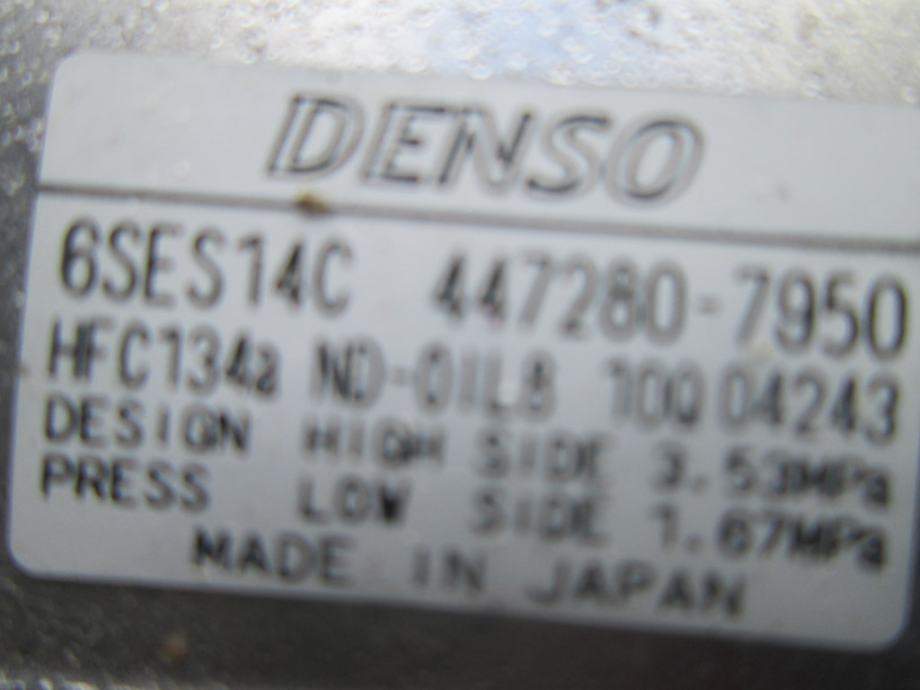 DENSO
6SES14C 447280-7950
HFC134a ND-OIL8 10Q04243
DESIGN HIGH SIDE 3.53MPa
PRESS LOW SIDE 1.67MPa
MADE IN JAPAN